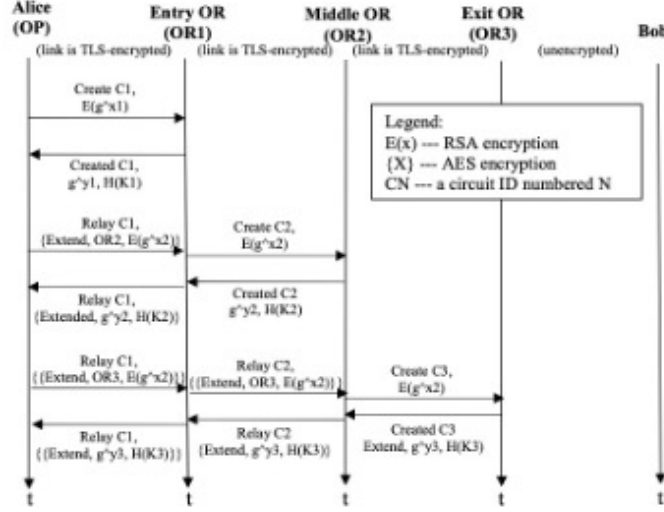 Alice
(OP)
Entry OR
(OR1)
Middle OR
(OR2)
Exit OR
(OR3)
Bob
(link is TLS-encrypted)
(link is TLS-encrypted)
(link is TLS-encrypted)
(unencrypted)
Create C1,
E(g^x1)
Legend:
E(x) --- RSA encryption
{X} --- AES encryption
CN --- a circuit ID numbered N
Created C1,
g^y1, H(K1)
Relay C1,
{Extend, OR2, E(g^x2)}
Create C2,
E(g^x2)
Relay C1,
{Extended, g^y2, H(K2)}
Created C2
g^y2, H(K2)
Relay C1,
{{Extend, OR3, E(g^x2)}}
Relay C2,
{{Extend, OR3, E(g^x2)}}
Create C3,
E(g^x2)
Relay C1,
{{Extend, g^y3, H(K3)}}
Relay C2
{Extend, g^y3, H(K3)}
Created C3
Extend, g^y3, H(K3)
t
t
t
t
t